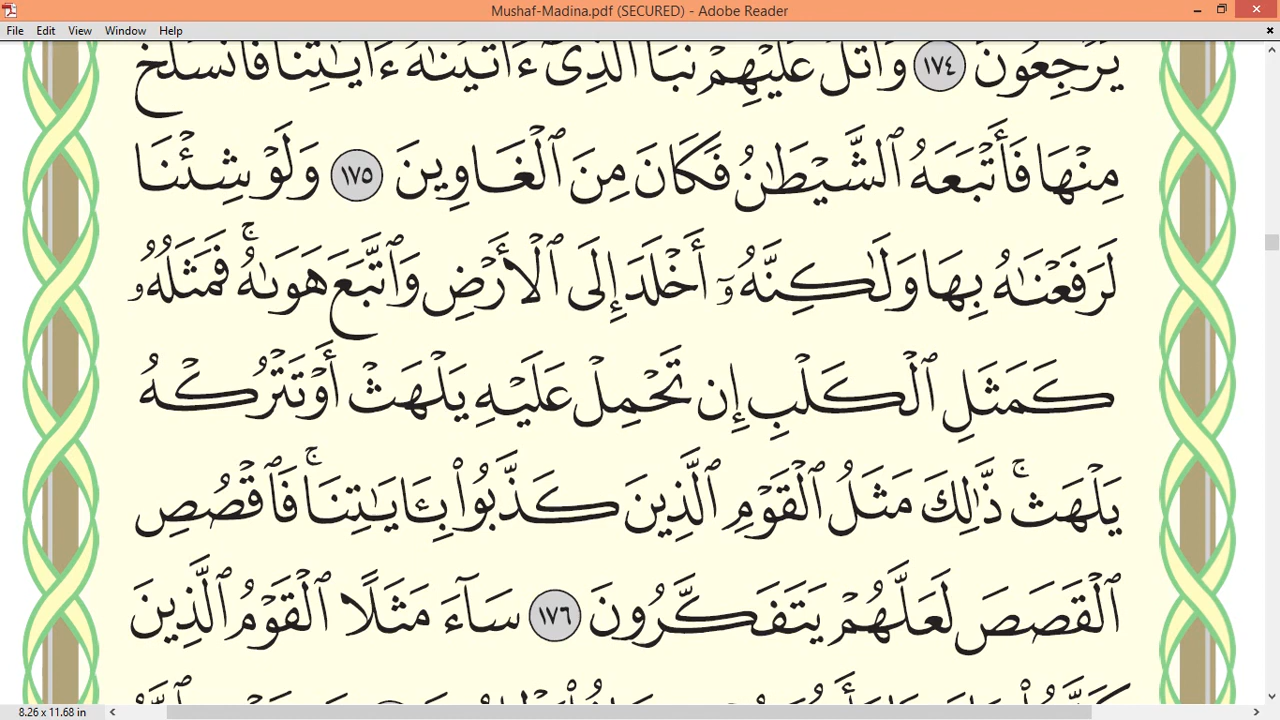 Mushaf-Madina.pdf (SECURED) - Adobe Reader
File Edit View Window Help
يَرْجِعُونَ ١٧٤ وَٱتْلُ عَلَيْهِمْ نَبَأَ ٱلَّذِىٓ ءَاتَيْنَٰهُ ءَايَٰتِنَا فَٱنسَلَخَ
مِنْهَا فَأَتْبَعَهُ ٱلشَّيْطَٰنُ فَكَانَ مِنَ ٱلْغَاوِينَ ١٧٥ وَلَوْ شِئْنَا
لَرَفَعْنَٰهُ بِهَا وَلَٰكِنَّهُۥٓ أَخْلَدَ إِلَى ٱلْأَرْضِ وَٱتَّبَعَ هَوَىٰهُ ۚ فَمَثَلُهُۥ
كَمَثَلِ ٱلْكَلْبِ إِن تَحْمِلْ عَلَيْهِ يَلْهَثْ أَوْ تَتْرُكْهُ
يَلْهَث ۚ ذَّٰلِكَ مَثَلُ ٱلْقَوْمِ ٱلَّذِينَ كَذَّبُوا۟ بِـَٔايَٰتِنَا ۚ فَٱقْصُصِ
ٱلْقَصَصَ لَعَلَّهُمْ يَتَفَكَّرُونَ ١٧٦ سَآءَ مَثَلًا ٱلْقَوْمُ ٱلَّذِينَ
8.26 x 11.68 in